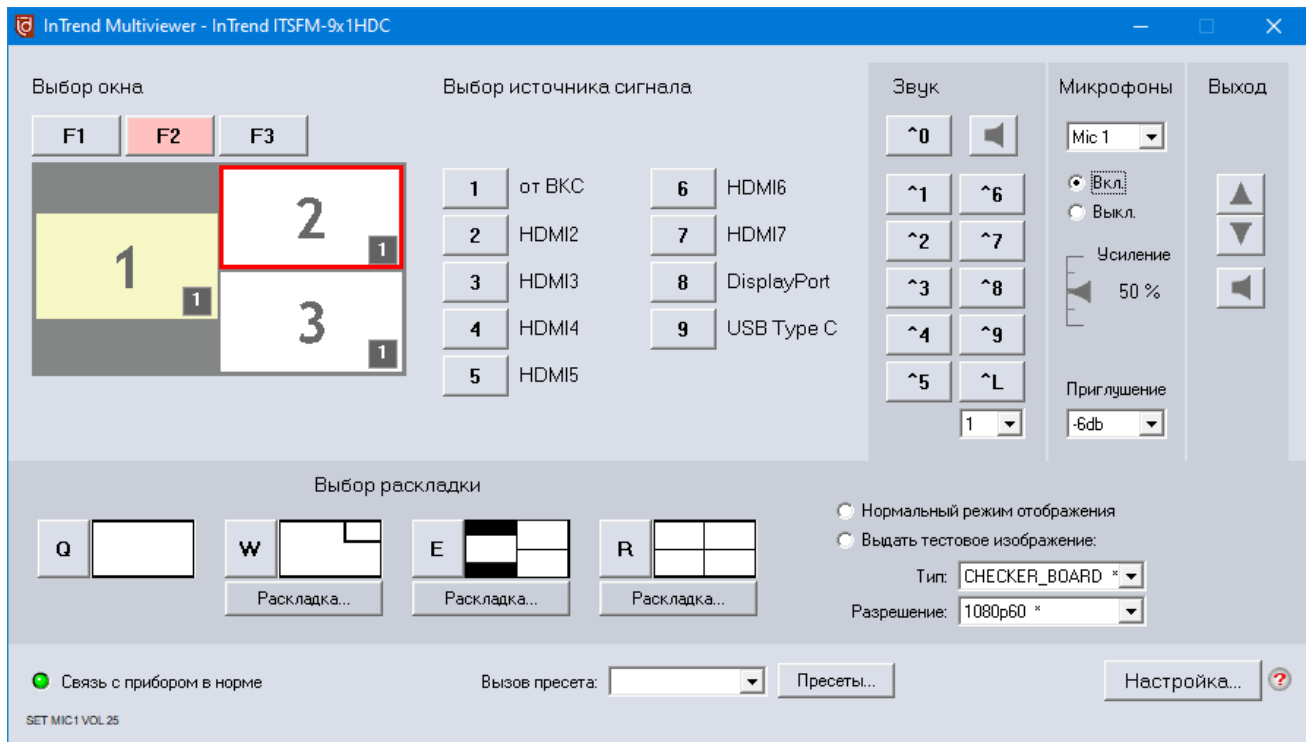 InTrend Multiviewer - InTrend ITSFM-9x1HDC
Выбор окна
F1 F2 F3
1 1
2 1
3 1
Выбор источника сигнала
1 от ВКС
2 HDMI2
3 HDMI3
4 HDMI4
5 HDMI5
6 HDMI6
7 HDMI7
8 DisplayPort
9 USB Type C
Звук
^0
^1 ^6
^2 ^7
^3 ^8
^4 ^9
^5 ^L
1
Микрофоны
Mic 1
Вкл.
Выкл.
Усиление
50 %
Приглушение
-6db
Выход
Выбор раскладки
Q W E R
Раскладка... Раскладка... Раскладка...
Нормальный режим отображения
Выдать тестовое изображение:
Тип: CHECKER_BOARD *
Разрешение: 1080p60 *
Связь с прибором в норме
Вызов пресета: Пресеты...
Настройка... ?
SET MIC1 VOL 25